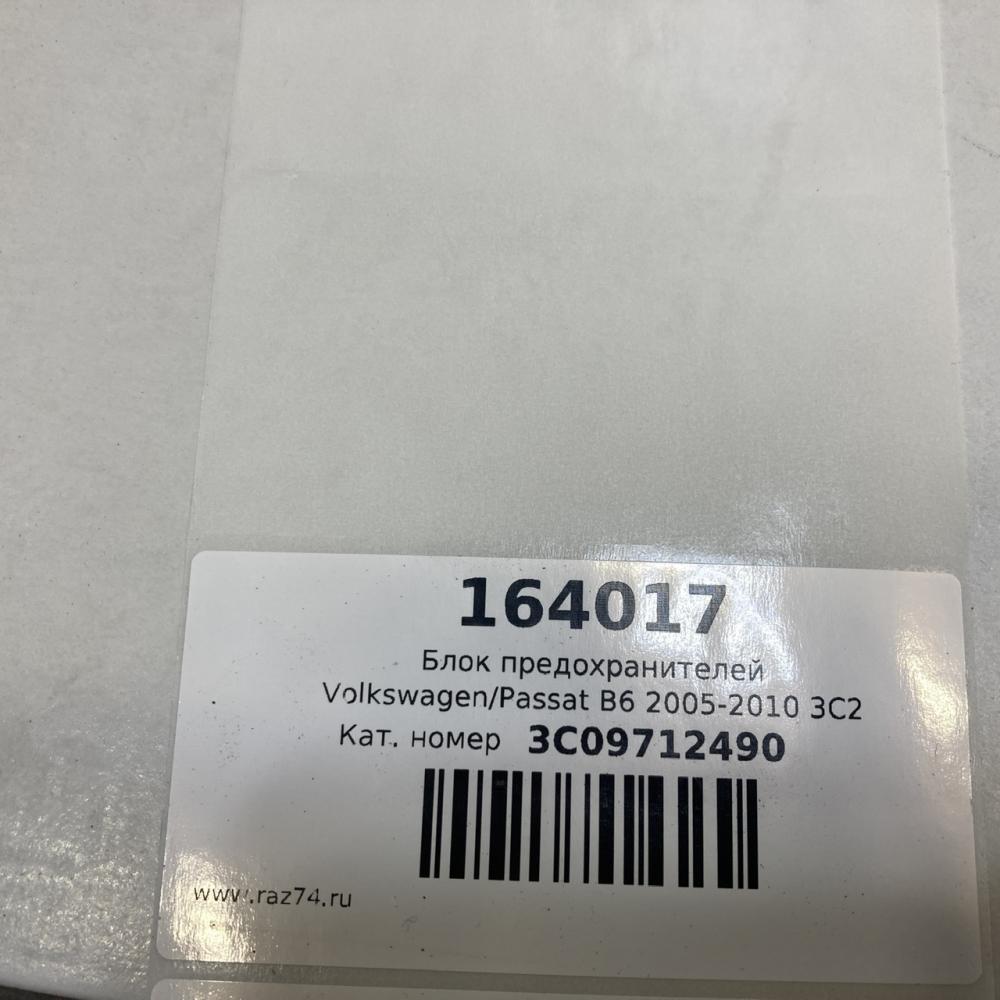 164017
Блок предохранителей
Volkswagen/Passat B6 2005-2010 3C2
Кат. номер 3C09712490
www.raz74.ru